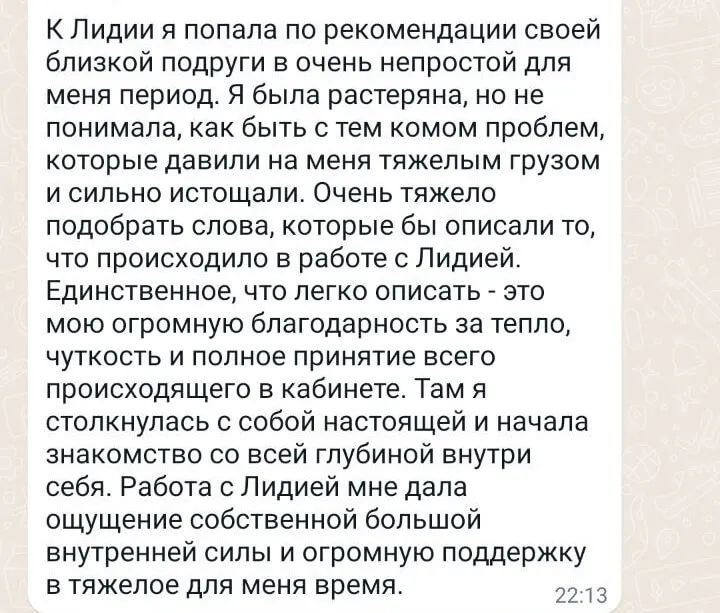 К Лидии я попала по рекомендации своей
близкой подруги в очень непростой для
меня период. Я была растеряна, но не
понимала, как быть с тем комом проблем,
которые давили на меня тяжелым грузом
и сильно истощали. Очень тяжело
подобрать слова, которые бы описали то,
что происходило в работе с Лидией.
Единственное, что легко описать - это
мою огромную благодарность за тепло,
чуткость и полное принятие всего
происходящего в кабинете. Там я
столкнулась с собой настоящей и начала
знакомство со всей глубиной внутри
себя. Работа с Лидией мне дала
ощущение собственной большой
внутренней силы и огромную поддержку
в тяжелое для меня время.
22:13